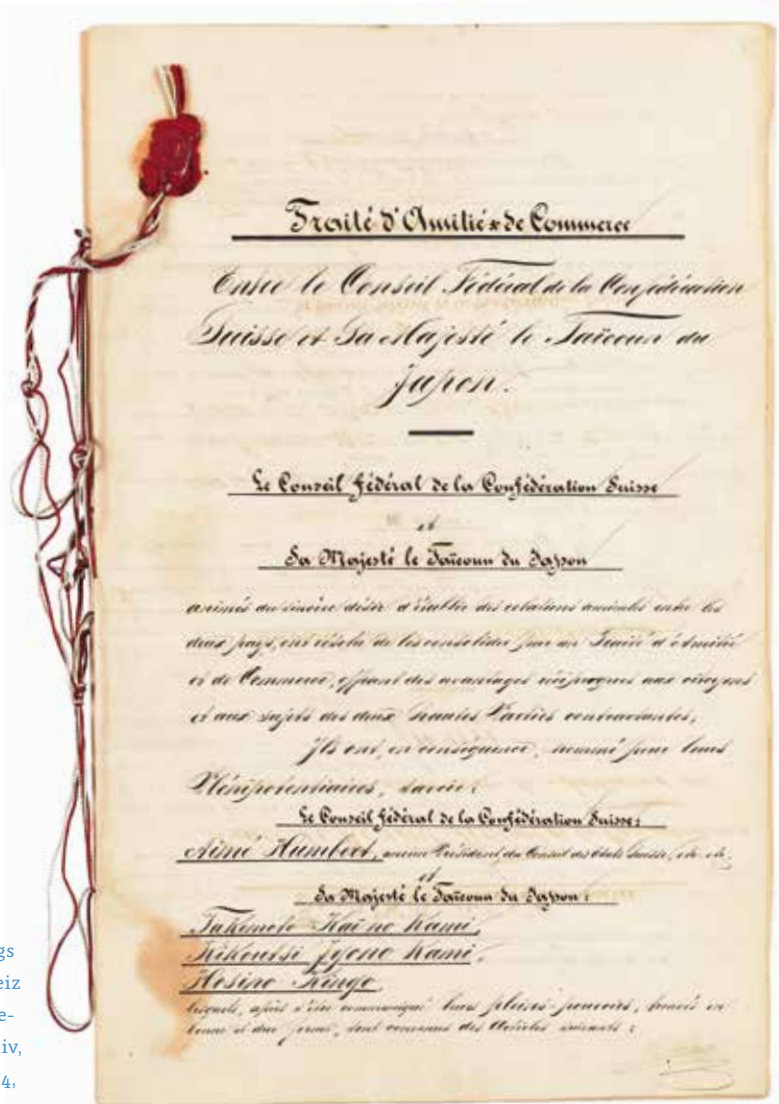 Traité d'Amitié & de Commerce
Entre le Conseil Fédéral de la Confédération
Suisse et Sa Majesté le Taïcoun du
Japon.
Le Conseil fédéral de la Confédération Suisse
et
Sa Majesté le Taïcoun du Japon
animés du sincère désir d'établir des relations amicales entre les
deux pays, ont résolu de les consolider par un Traité d'Amitié
et de Commerce, offrant des avantages réciproques aux citoyens
et aux sujets des deux hautes Parties contractantes;
Ils ont, en conséquence, nommé pour leurs
Plénipotentiaires, savoir:
Le Conseil fédéral de la Confédération Suisse:
Aimé Humbert, ancien Président du Conseil des Etats Suisse, etc. etc.
et
Sa Majesté le Taïcoun du Japon:
Takimoto Kaï no Kami,
Kikoutsi Iyono Kami,
Hosino Kingo,
lesquels, après s'être communiqué leurs pleins-pouvoirs, trouvés en
bonne et due forme, sont convenus des Articles suivants:
gs
eiz
e-
iv,
4,